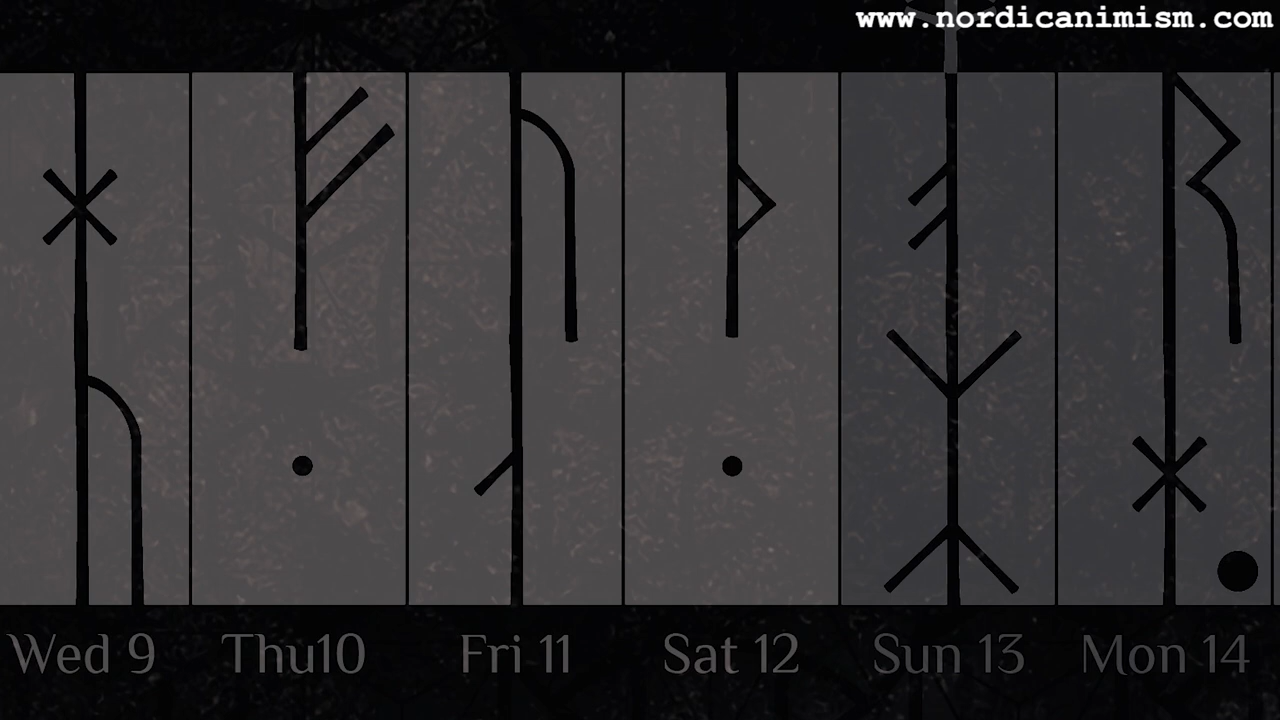 www.nordicanimism.com
ᚼ ᚠ ᚢ ᚦ ᚭ ᚱ
ᚢ • ᛆ • ᛯ ᚼ
Wed 9 Thu10 Fri 11 Sat 12 Sun 13 Mon 14